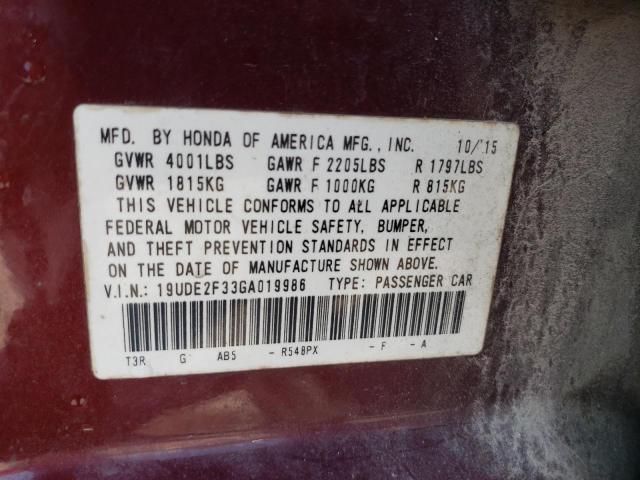 MFD. BY HONDA OF AMERICA MFG., INC. 10/'15
GVWR 4001LBS GAWR F 2205LBS R 1797LBS
GVWR 1815KG GAWR F 1000KG R 815KG
THIS VEHICLE CONFORMS TO ALL APPLICABLE
FEDERAL MOTOR VEHICLE SAFETY, BUMPER,
AND THEFT PREVENTION STANDARDS IN EFFECT
ON THE DATE OF MANUFACTURE SHOWN ABOVE.
V.I.N.: 19UDE2F33GA019986 TYPE: PASSENGER CAR
T3R G AB5 - R548PX - F - A